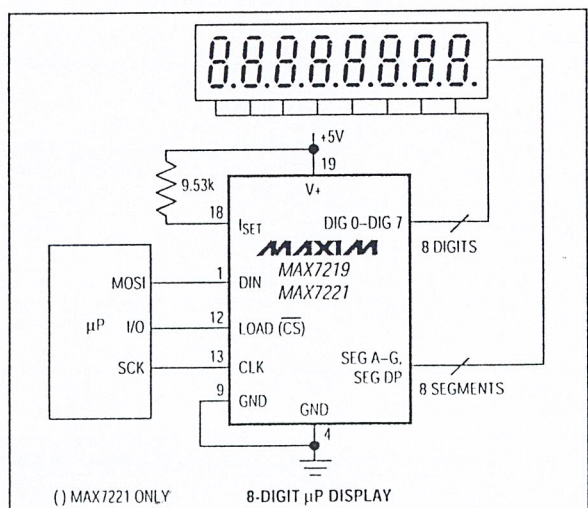 8.8.8.8.8.8.8.8.
+5V
19
V+
9.53k
18
ISET
DIG 0–DIG 7
8 DIGITS
MAXIM
MAX7219
MAX7221
MOSI
1
DIN
µP
I/O
12
LOAD (CS)
SCK
13
CLK
SEG A–G,
SEG DP
8 SEGMENTS
9
GND
GND
4
( ) MAX7221 ONLY
8-DIGIT µP DISPLAY